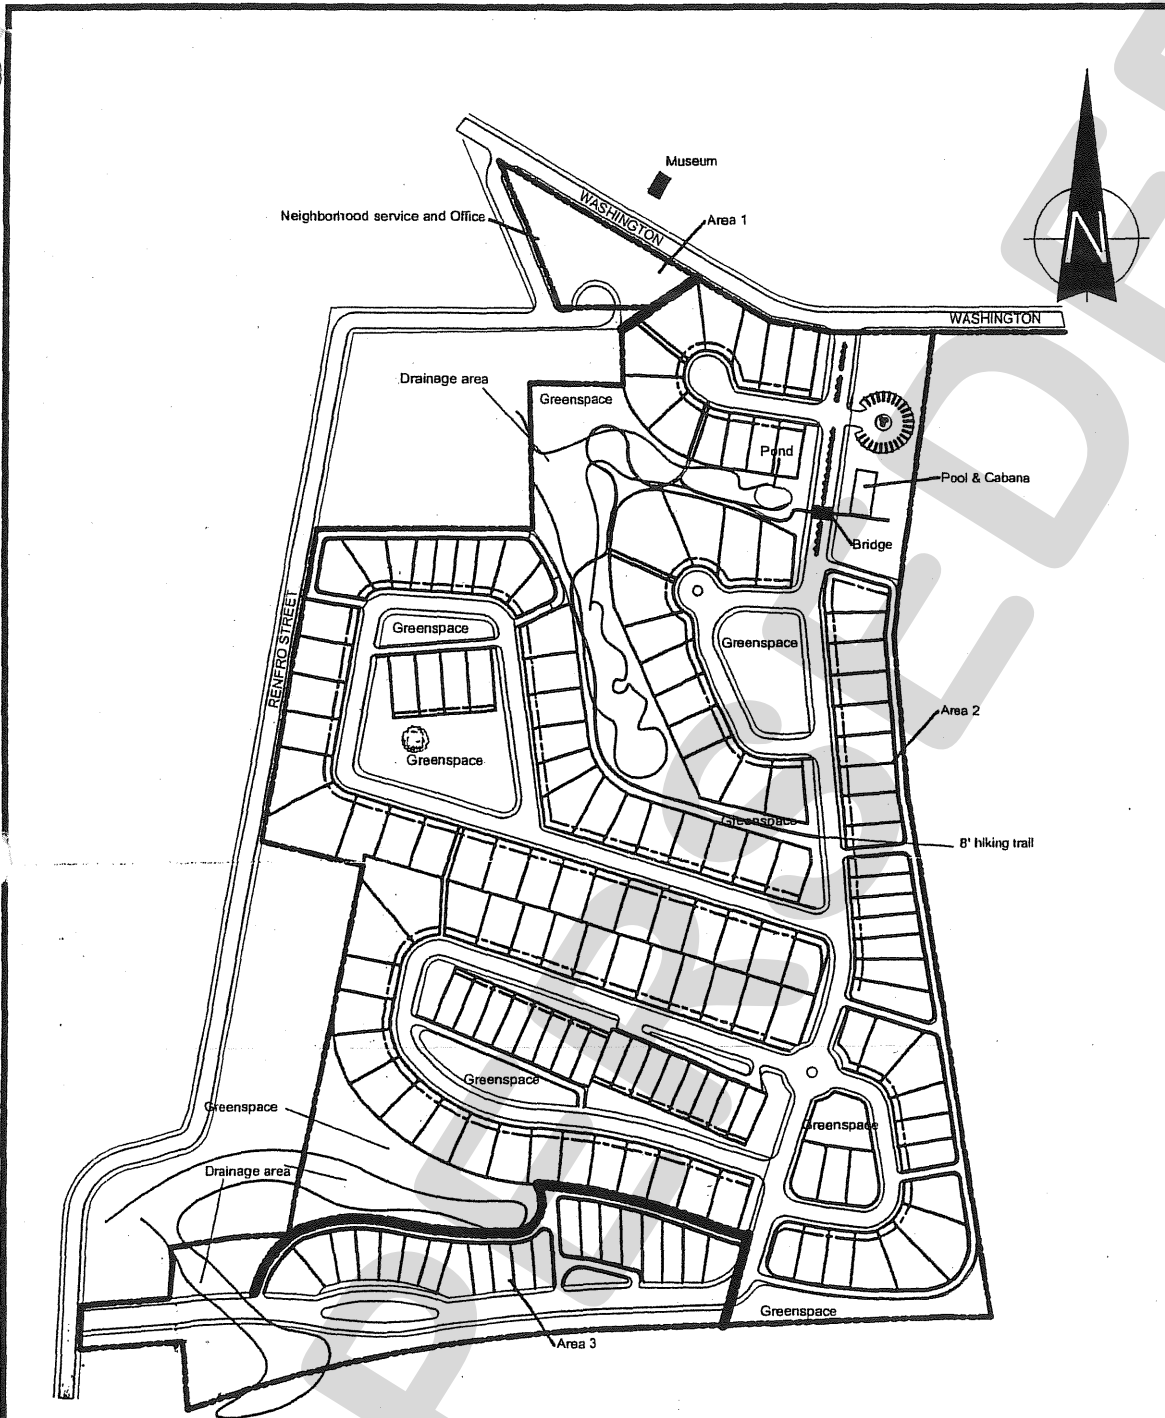 Museum
Neighborhood service and Office
WASHINGTON
Area 1
N
WASHINGTON
Drainage area
Greenspace
P
Pond
Pool & Cabana
Bridge
RENFRO STREET
Greenspace
Greenspace
Area 2
Greenspace
Greenspace
8' hiking trail
Greenspace
Greenspace
Greenspace
Drainage area
Greenspace
Area 3
PERSEDED